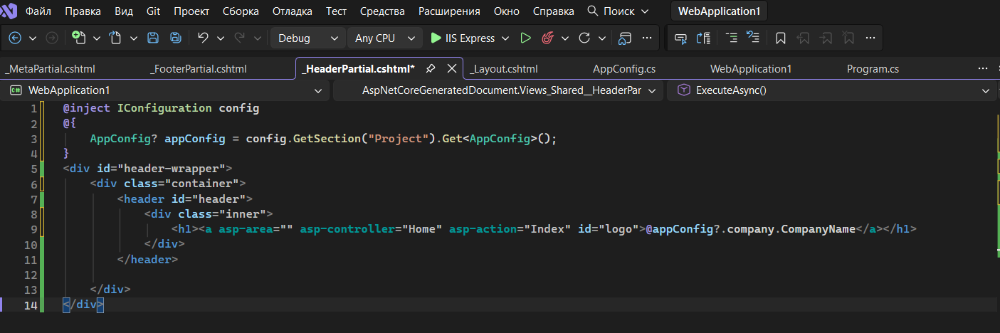 Файл Правка Вид Git Проект Сборка Отладка Тест Средства Расширения Окно Справка Поиск WebApplication1
Debug Any CPU IIS Express
_MetaPartial.cshtml _FooterPartial.cshtml _HeaderPartial.cshtml* _Layout.cshtml AppConfig.cs WebApplication1 Program.cs
C# WebApplication1 AspNetCoreGeneratedDocument.Views_Shared__HeaderPar ExecuteAsync()
1 @inject IConfiguration config
2 @{
3 AppConfig? appConfig = config.GetSection("Project").Get<AppConfig>();
4 }
5 <div id="header-wrapper">
6 <div class="container">
7 <header id="header">
8 <div class="inner">
9 <h1><a asp-area="" asp-controller="Home" asp-action="Index" id="logo">@appConfig?.company.CompanyName</a></h1>
10 </div>
11 </header>
12
13 </div>
14 </div>